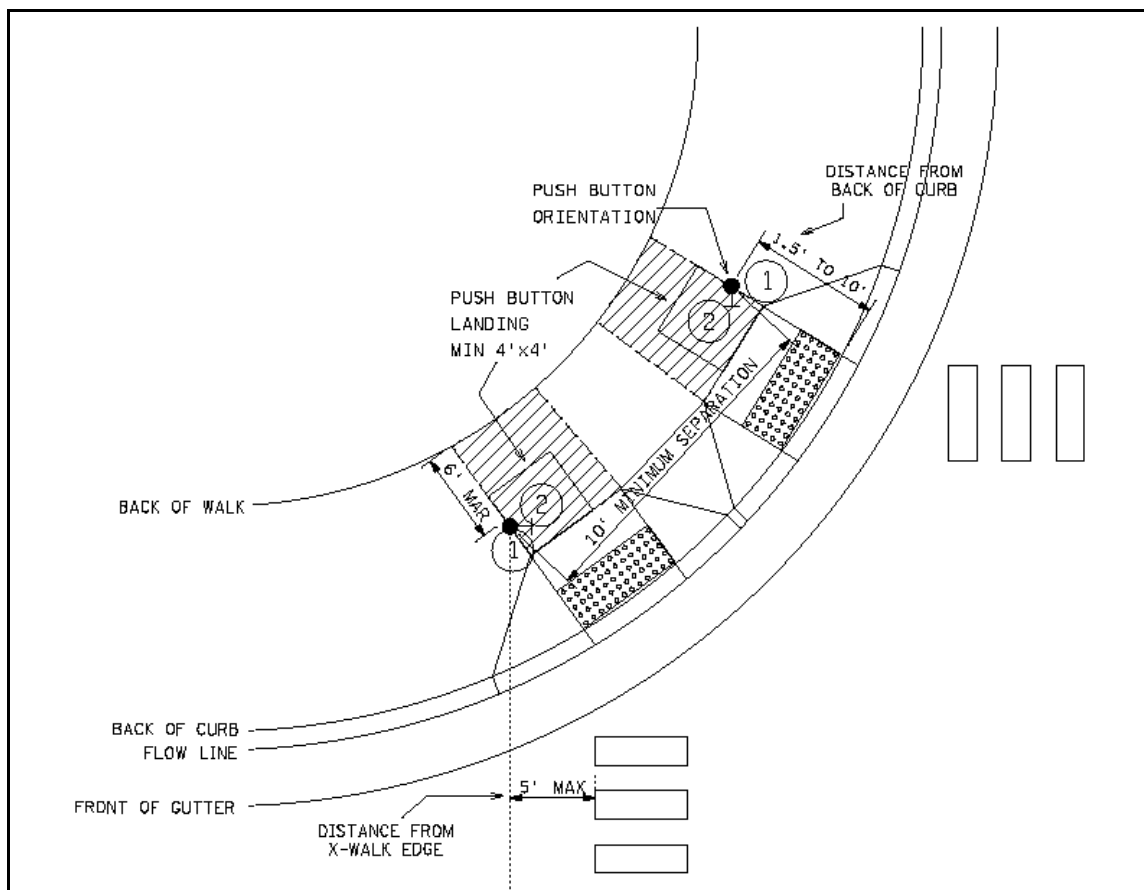 DISTANCE FROM
BACK OF CURB
PUSH BUTTON
ORIENTATION
1.5' TO 10'
1
2
PUSH BUTTON
LANDING
MIN 4'x4'
10' MINIMUM SEPARATION
6' MAR
2
1
BACK OF WALK
BACK OF CURB
FLOW LINE
FRONT OF GUTTER
5' MAX
DISTANCE FROM
X-WALK EDGE